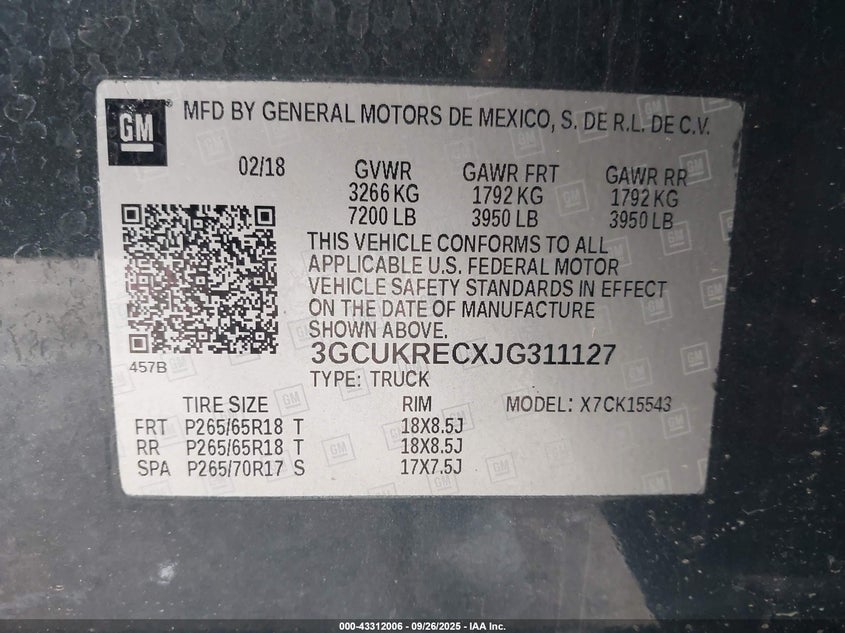 GM® MFD BY GENERAL MOTORS DE MEXICO, S. DE R.L. DE C.V.
02/18 GVWR GAWR FRT GAWR RR
3266 KG 1792 KG 1792 KG
7200 LB 3950 LB 3950 LB
THIS VEHICLE CONFORMS TO ALL
APPLICABLE U.S. FEDERAL MOTOR
VEHICLE SAFETY STANDARDS IN EFFECT
ON THE DATE OF MANUFACTURE
SHOWN ABOVE.
3GCUKRECXJG311127
457B
TYPE: TRUCK
TIRE SIZE RIM MODEL: X7CK15543
FRT P265/65R18 T 18X8.5J
RR P265/65R18 T 18X8.5J
SPA P265/70R17 S 17X7.5J
000-43312006 - 09/26/2025 - IAA Inc.